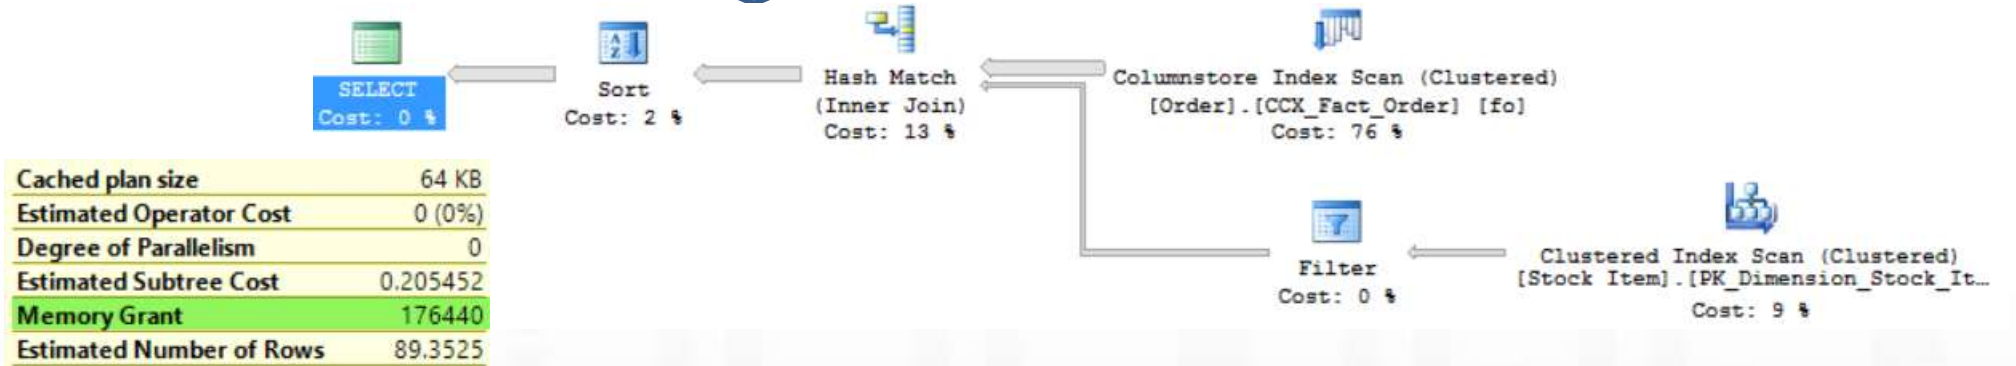 SELECT
Cost: 0 %
Sort
Cost: 2 %
Hash Match
(Inner Join)
Cost: 13 %
Columnstore Index Scan (Clustered)
[Order].[CCX_Fact_Order] [fo]
Cost: 76 %
Filter
Cost: 0 %
Clustered Index Scan (Clustered)
[Stock Item].[PK_Dimension_Stock_It…
Cost: 9 %
Cached plan size 64 KB
Estimated Operator Cost 0 (0%)
Degree of Parallelism 0
Estimated Subtree Cost 0.205452
Memory Grant 176440
Estimated Number of Rows 89.3525